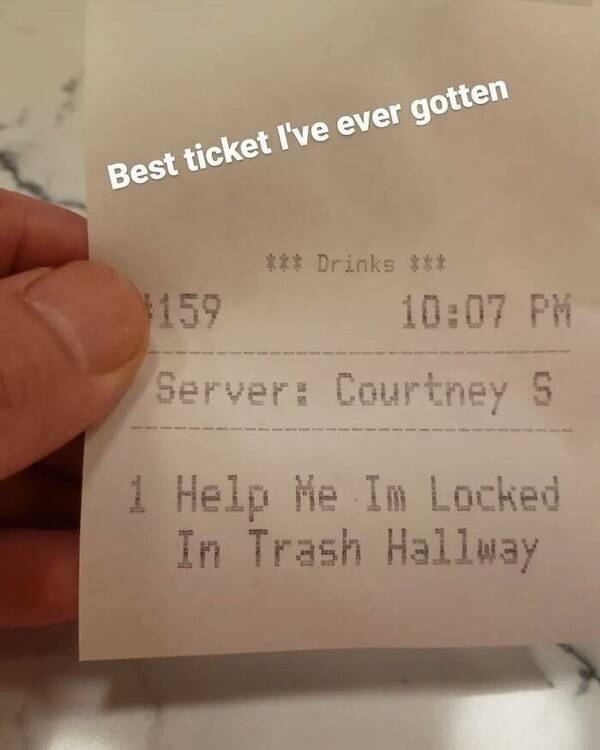 Best ticket I've ever gotten
*** Drinks ***
#159 10:07 PM
Server: Courtney S
1 Help Me Im Locked
In Trash Hallway